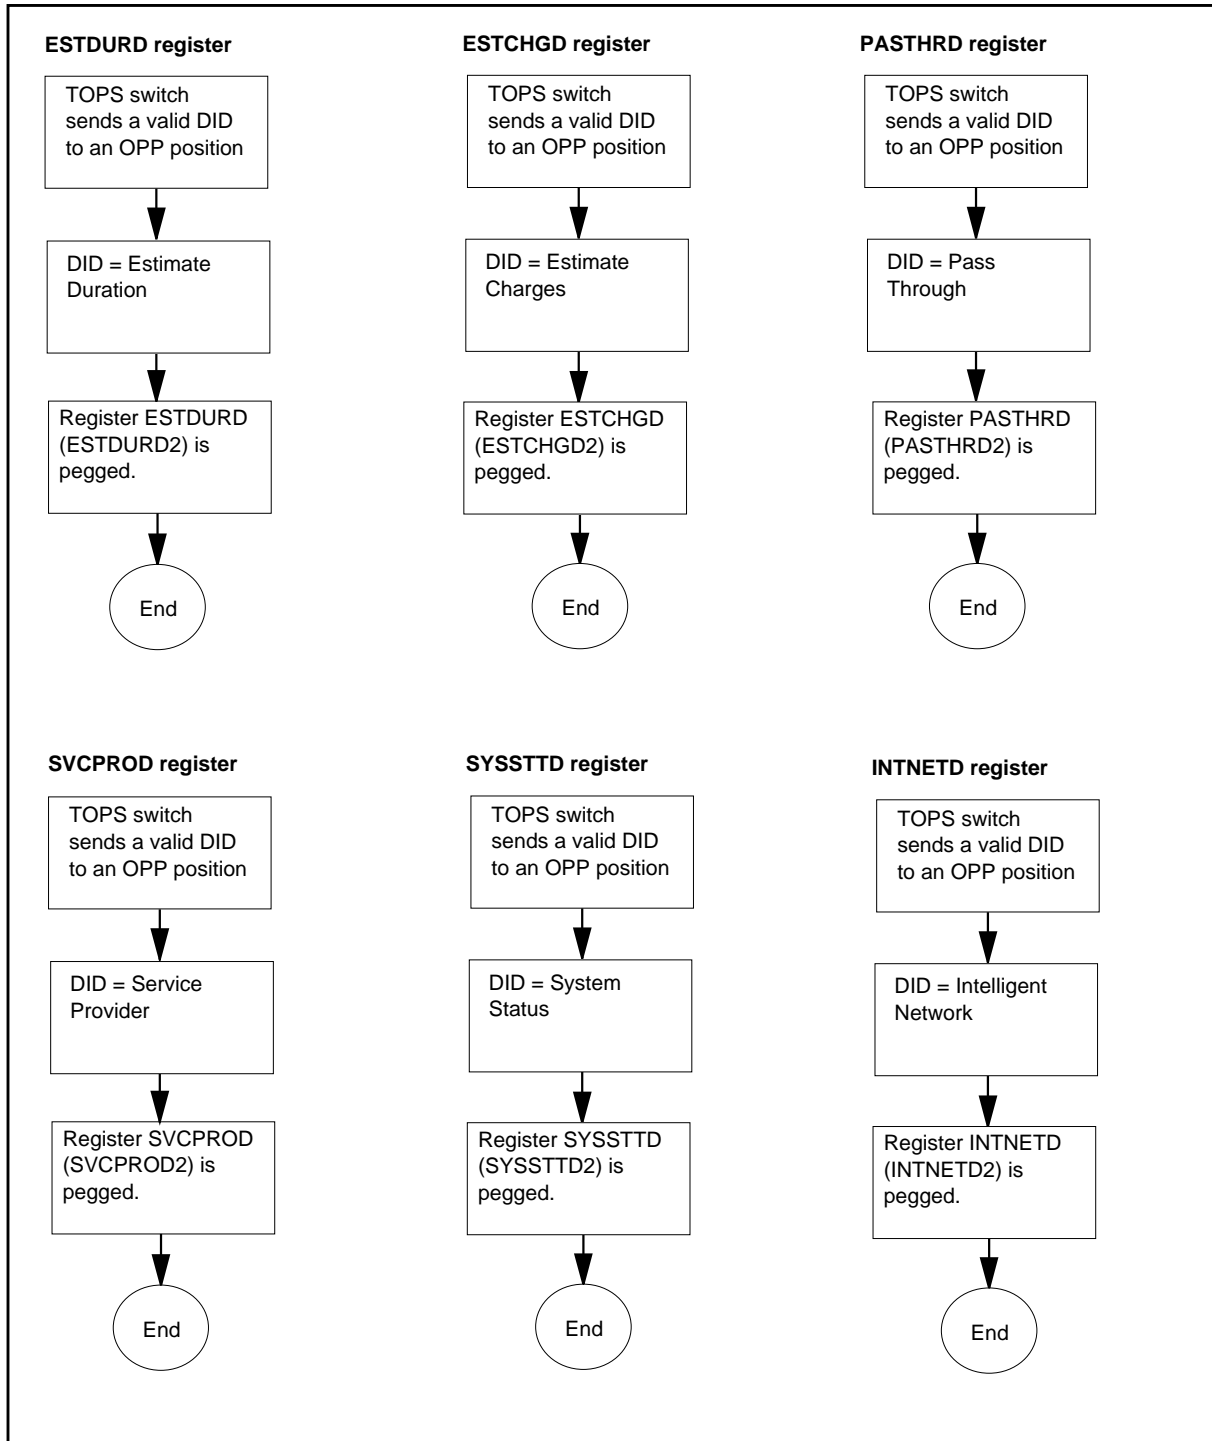 ESTDURD register
TOPS switch
sends a valid DID
to an OPP position
DID = Estimate
Duration
Register ESTDURD
(ESTDURD2) is
pegged.
End
ESTCHGD register
TOPS switch
sends a valid DID
to an OPP position
DID = Estimate
Charges
Register ESTCHGD
(ESTCHGD2) is
pegged.
End
PASTHRD register
TOPS switch
sends a valid DID
to an OPP position
DID = Pass
Through
Register PASTHRD
(PASTHRD2) is
pegged.
End
SVCPROD register
TOPS switch
sends a valid DID
to an OPP position
DID = Service
Provider
Register SVCPROD
(SVCPROD2) is
pegged.
End
SYSSTTD register
TOPS switch
sends a valid DID
to an OPP position
DID = System
Status
Register SYSSTTD
(SYSSTTD2) is
pegged.
End
INTNETD register
TOPS switch
sends a valid DID
to an OPP position
DID = Intelligent
Network
Register INTNETD
(INTNETD2) is
pegged.
End